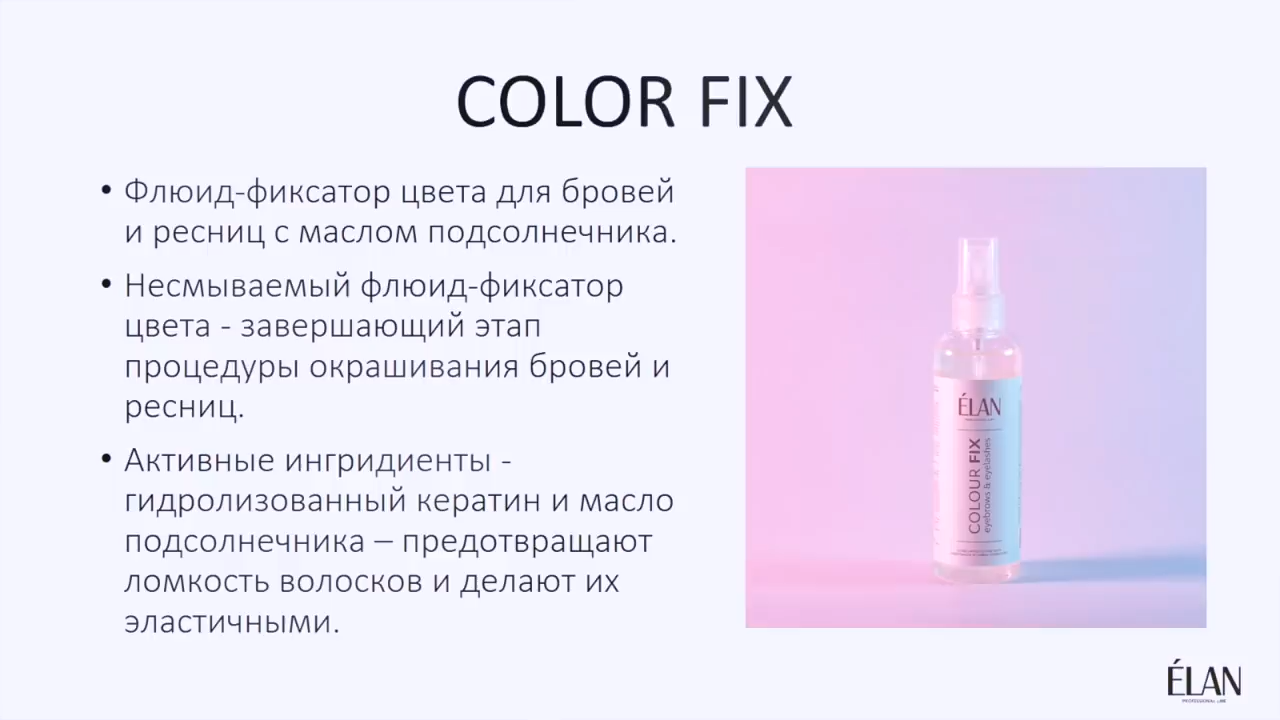 COLOR FIX
• Флюид-фиксатор цвета для бровей
и ресниц с маслом подсолнечника.
• Несмываемый флюид-фиксатор
цвета - завершающий этап
процедуры окрашивания бровей и
ресниц.
• Активные ингридиенты -
гидролизованный кератин и масло
подсолнечника – предотвращают
ломкость волосков и делают их
эластичными.
ÉLAN
COLOUR FIX
eyebrows & eyelashes
ÉLAN
PROFESSIONAL LINE